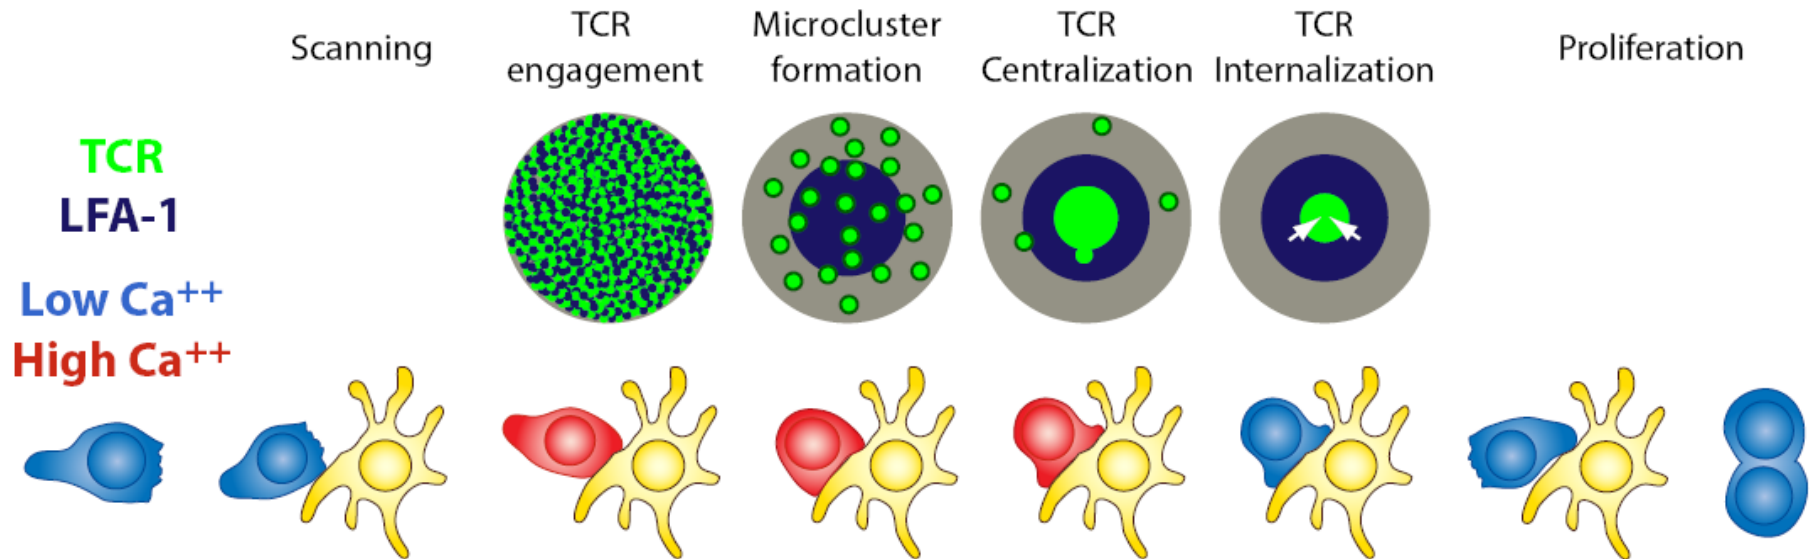 Scanning
TCR
engagement
Microcluster
formation
TCR
Centralization
TCR
Internalization
Proliferation
TCR
LFA-1
Low Ca⁺⁺
High Ca⁺⁺